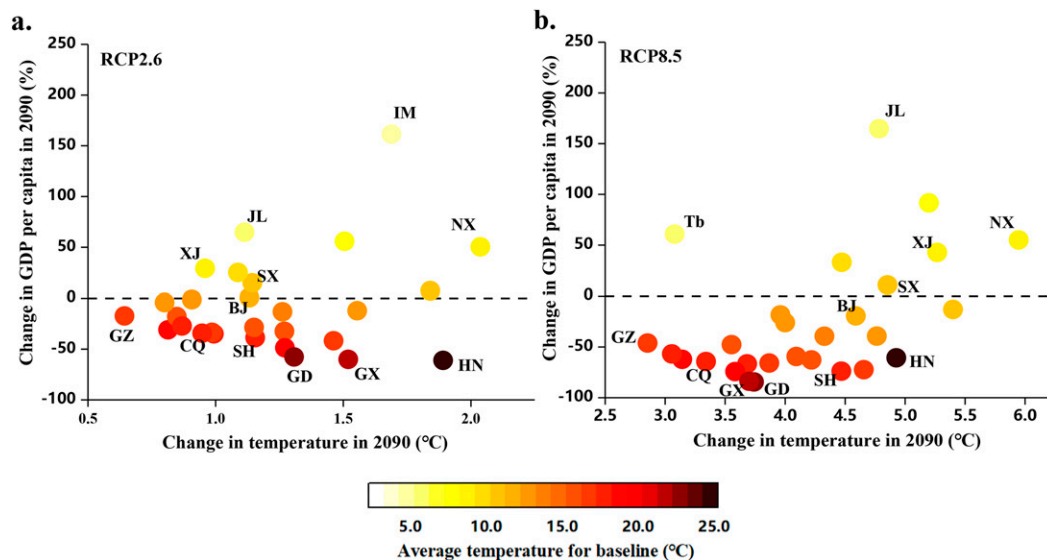 a.
RCP2.6
Change in GDP per capita in 2090 (%)
250
200
150
100
50
0
-50
-100
IM
JL
NX
XJ
SX
BJ
GZ
CQ
SH
GD
GX
HN
0.5
1.0
1.5
2.0
Change in temperature in 2090 (℃)
b.
RCP8.5
Change in GDP per capita in 2090 (%)
250
200
150
100
50
0
-50
-100
JL
Tb
NX
XJ
SX
BJ
GZ
HN
CQ
SH
GX
GD
2.5
3.0
3.5
4.0
4.5
5.0
5.5
6.0
Change in temperature in 2090 (℃)
5.0
10.0
15.0
20.0
25.0
Average temperature for baseline (℃)